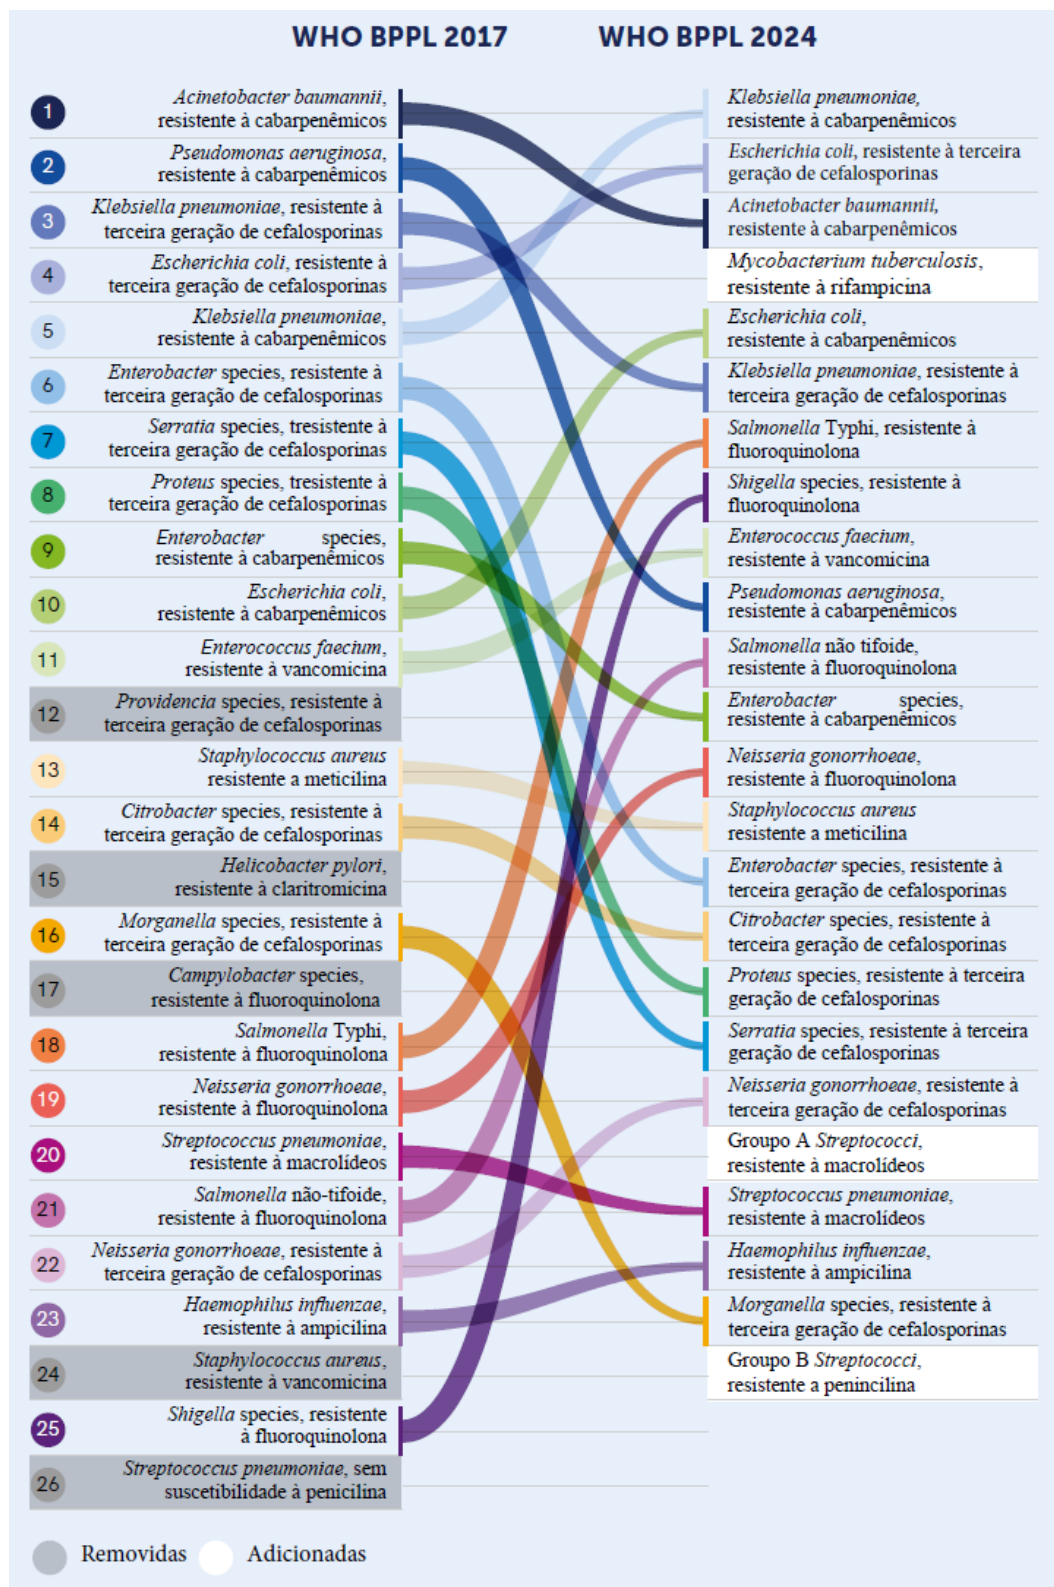 WHO BPPL 2017
WHO BPPL 2024
1
Acinetobacter baumannii,
resistente à cabarpenêmicos
2
Pseudomonas aeruginosa,
resistente à cabarpenêmicos
3
Klebsiella pneumoniae, resistente à
terceira geração de cefalosporinas
4
Escherichia coli, resistente à
terceira geração de cefalosporinas
5
Klebsiella pneumoniae,
resistente à cabarpenêmicos
6
Enterobacter species, resistente à
terceira geração de cefalosporinas
7
Serratia species, tresistente à
terceira geração de cefalosporinas
8
Proteus species, tresistente à
terceira geração de cefalosporinas
9
Enterobacter species,
resistente à cabarpenêmicos
10
Escherichia coli,
resistente à cabarpenêmicos
11
Enterococcus faecium,
resistente à vancomicina
12
Providencia species, resistente à
terceira geração de cefalosporinas
13
Staphylococcus aureus
resistente a meticilina
14
Citrobacter species, resistente à
terceira geração de cefalosporinas
15
Helicobacter pylori,
resistente à claritromicina
16
Morganella species, resistente à
terceira geração de cefalosporinas
17
Campylobacter species,
resistente à fluoroquinolona
18
Salmonella Typhi,
resistente à fluoroquinolona
19
Neisseria gonorrhoeae,
resistente à fluoroquinolona
20
Streptococcus pneumoniae,
resistente à macrolídeos
21
Salmonella não-tifoide,
resistente à fluoroquinolona
22
Neisseria gonorrhoeae, resistente à
terceira geração de cefalosporinas
23
Haemophilus influenzae,
resistente à ampicilina
24
Staphylococcus aureus,
resistente à vancomicina
25
Shigella species, resistente
à fluoroquinolona
26
Streptococcus pneumoniae, sem
suscetibilidade à penicilina
Klebsiella pneumoniae,
resistente à cabarpenêmicos
Escherichia coli, resistente à terceira
geração de cefalosporinas
Acinetobacter baumannii,
resistente à cabarpenêmicos
Mycobacterium tuberculosis,
resistente à rifampicina
Escherichia coli,
resistente à cabarpenêmicos
Klebsiella pneumoniae, resistente à
terceira geração de cefalosporinas
Salmonella Typhi, resistente à
fluoroquinolona
Shigella species, resistente à
fluoroquinolona
Enterococcus faecium,
resistente à vancomicina
Pseudomonas aeruginosa,
resistente à cabarpenêmicos
Salmonella não tifoide,
resistente à fluoroquinolona
Enterobacter species,
resistente à cabarpenêmicos
Neisseria gonorrhoeae,
resistente à fluoroquinolona
Staphylococcus aureus
resistente a meticilina
Enterobacter species, resistente à
terceira geração de cefalosporinas
Citrobacter species, resistente à
terceira geração de cefalosporinas
Proteus species, resistente à terceira
geração de cefalosporinas
Serratia species, resistente à terceira
geração de cefalosporinas
Neisseria gonorrhoeae, resistente à
terceira geração de cefalosporinas
Groupo A Streptococci,
resistente à macrolídeos
Streptococcus pneumoniae,
resistente à macrolídeos
Haemophilus influenzae,
resistente à ampicilina
Morganella species, resistente à
terceira geração de cefalosporinas
Groupo B Streptococci,
resistente a penincilina
Removidas
Adicionadas